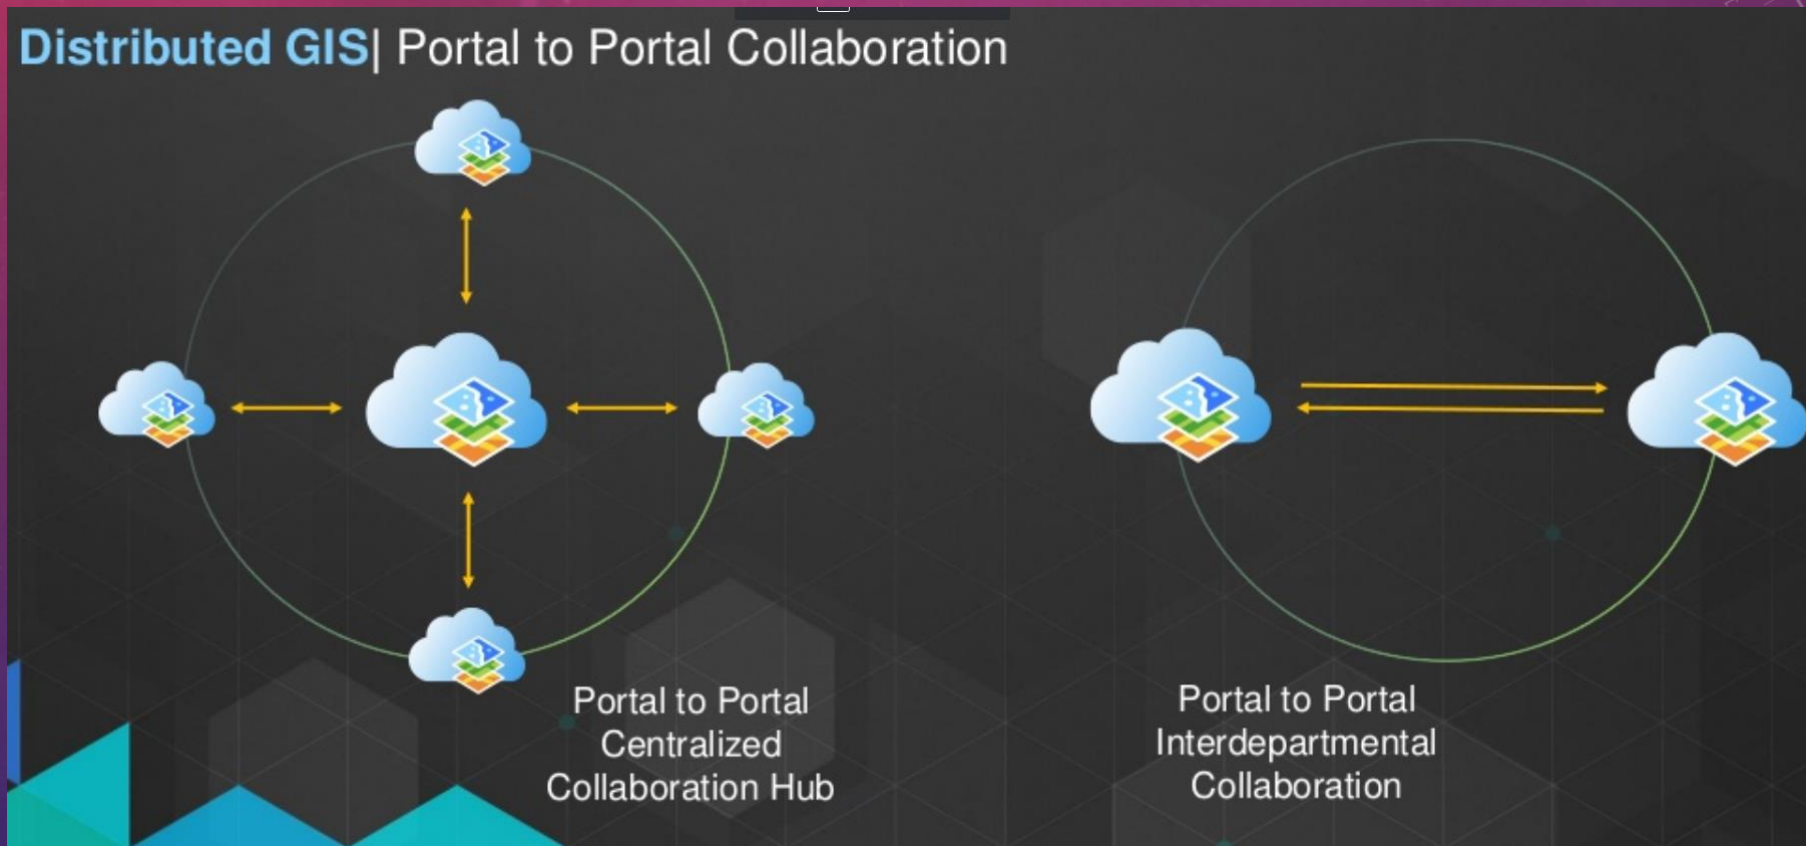 Distributed GIS| Portal to Portal Collaboration
Portal to Portal
Centralized
Collaboration Hub
Portal to Portal
Interdepartmental
Collaboration